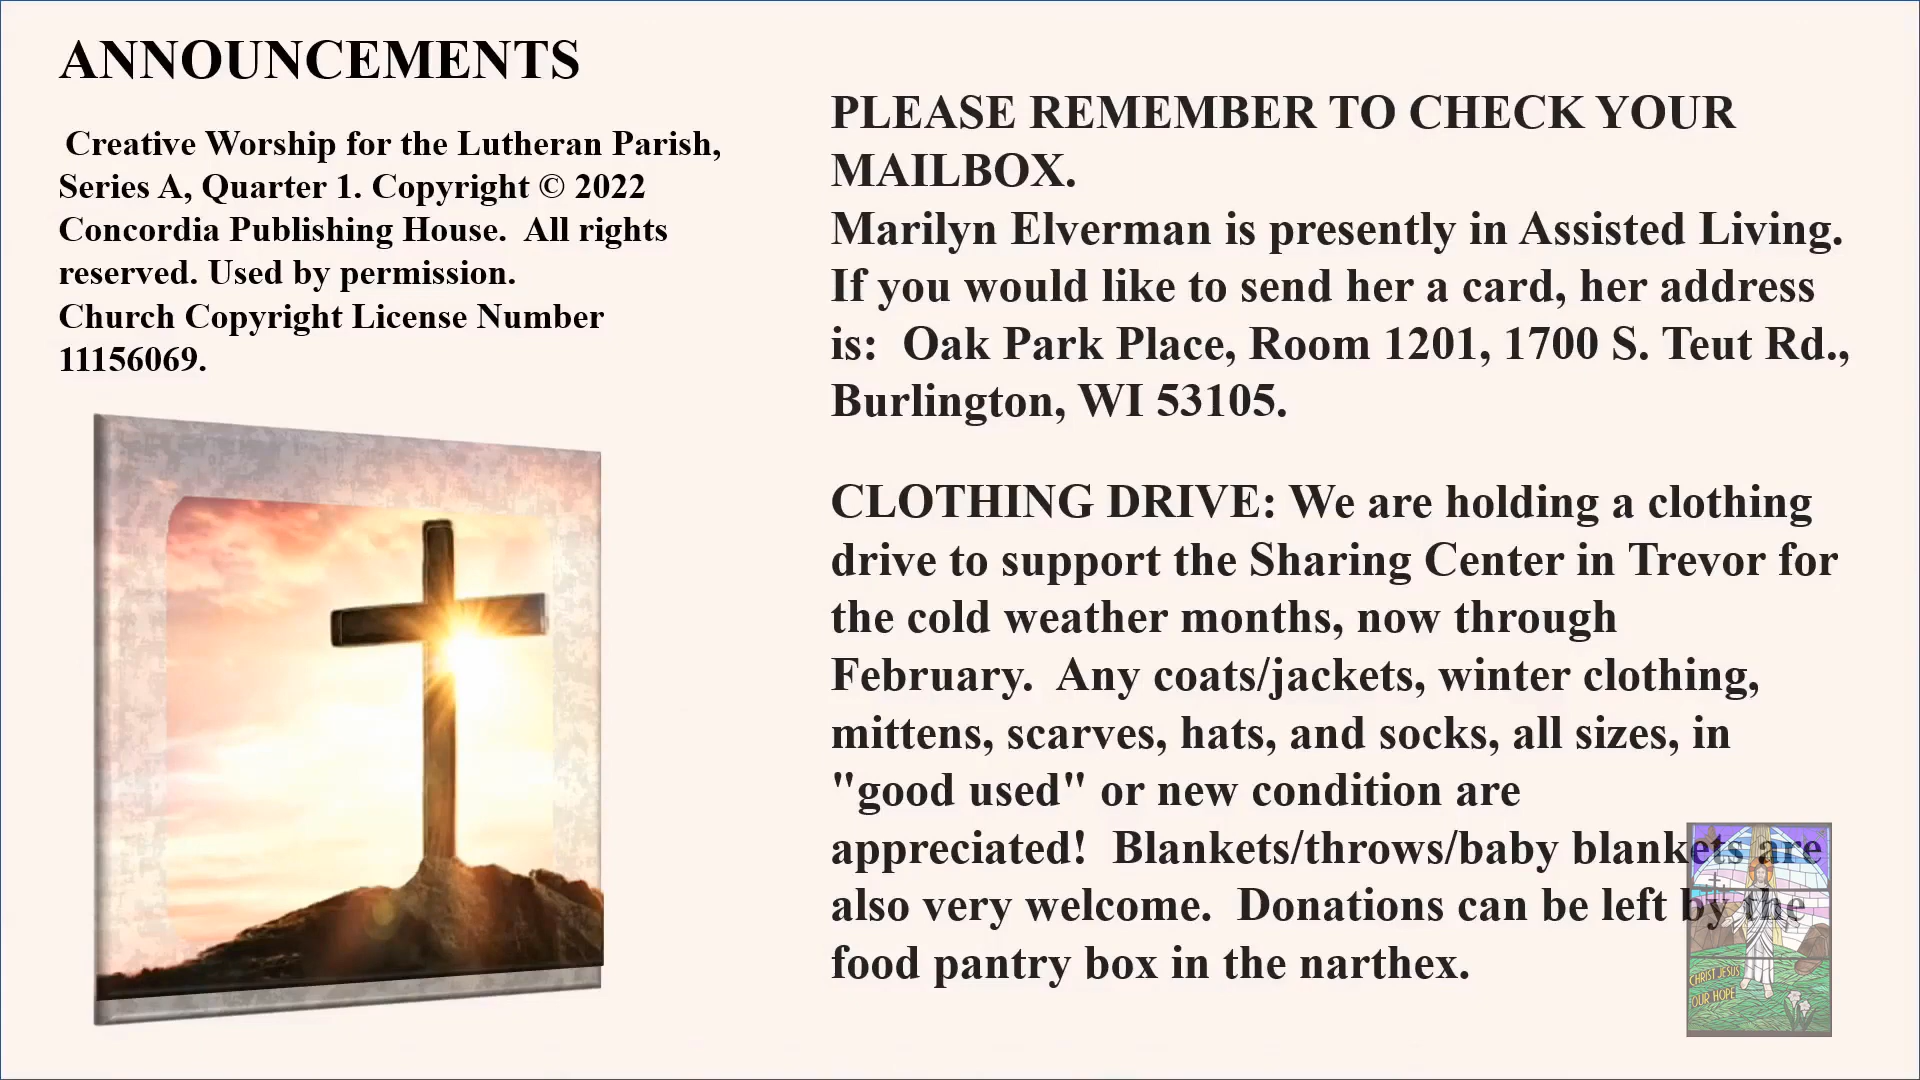 ANNOUNCEMENTS
Creative Worship for the Lutheran Parish,
Series A, Quarter 1. Copyright © 2022
Concordia Publishing House.  All rights
reserved. Used by permission.
Church Copyright License Number
11156069.
PLEASE REMEMBER TO CHECK YOUR
MAILBOX.
Marilyn Elverman is presently in Assisted Living.
If you would like to send her a card, her address
is:  Oak Park Place, Room 1201, 1700 S. Teut Rd.,
Burlington, WI 53105.
CLOTHING DRIVE: We are holding a clothing
drive to support the Sharing Center in Trevor for
the cold weather months, now through
February.  Any coats/jackets, winter clothing,
mittens, scarves, hats, and socks, all sizes, in
"good used" or new condition are
appreciated!  Blankets/throws/baby blankets are
also very welcome.  Donations can be left by the
food pantry box in the narthex.
CHRIST JESUS
OUR HOPE